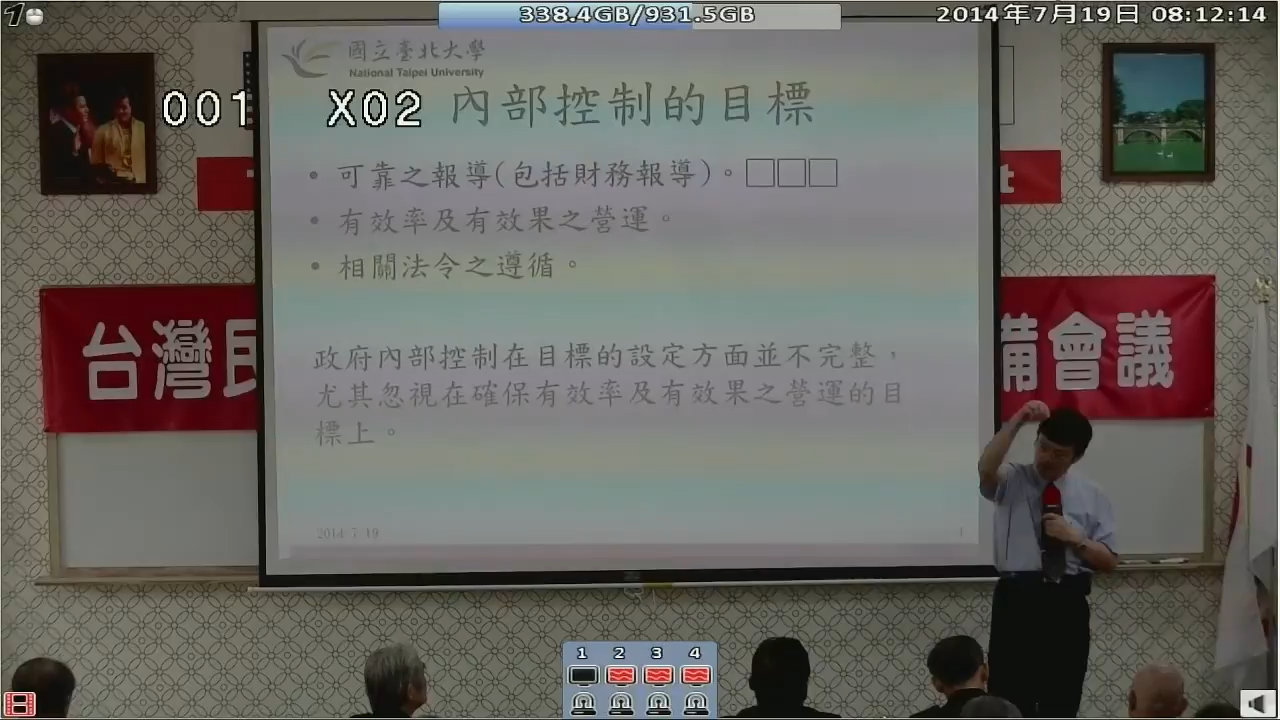 338.4GB/931.5GB
2014年7月19日 08:12:14
1
國立臺北大學
National Taipei University
001 X02
內部控制的目標
• 可靠之報導(包括財務報導)。□□□
• 有效率及有效果之營運。
• 相關法令之遵循。
t
台灣民
備會議
政府內部控制在目標的設定方面並不完整，
尤其忽視在確保有效率及有效果之營運的目
標上。
2014/7/19
1
1 2 3 4